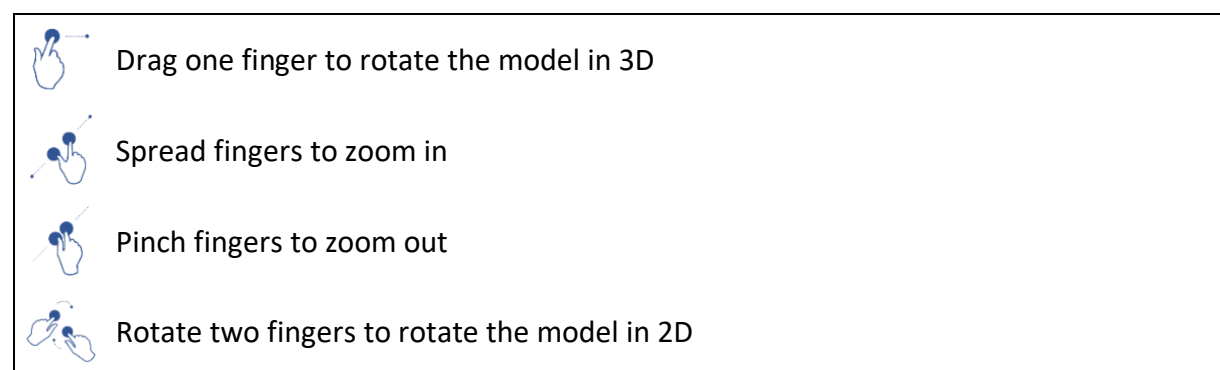 Drag one finger to rotate the model in 3D
Spread fingers to zoom in
Pinch fingers to zoom out
Rotate two fingers to rotate the model in 2D